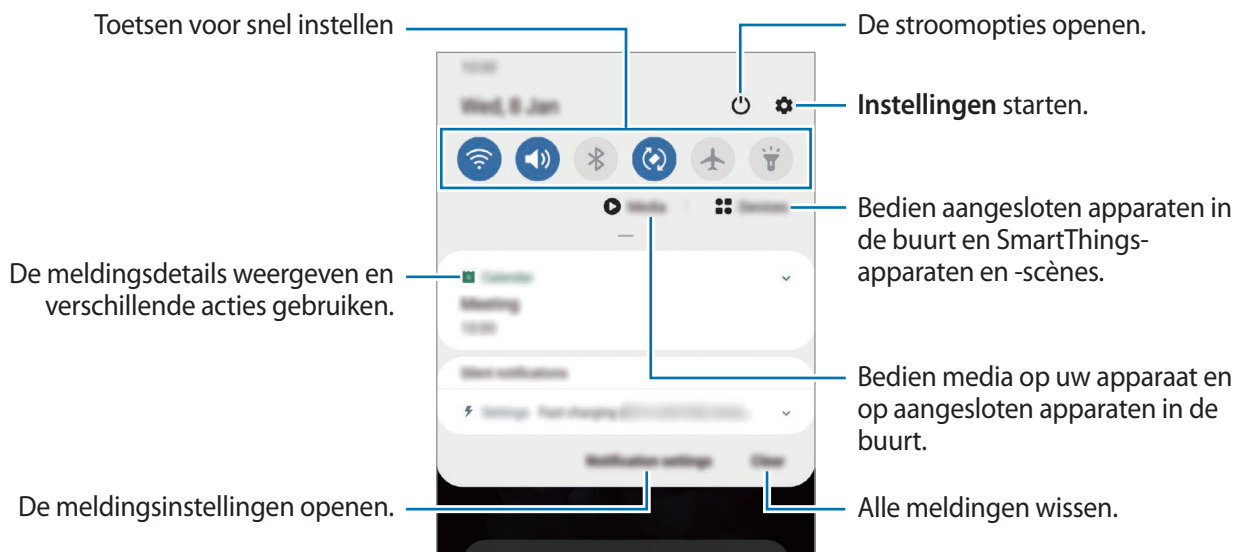 Toetsen voor snel instellen
De stroomopties openen.
Instellingen starten.
Wed, 8 Jan
Media
Devices
Bedien aangesloten apparaten in
de buurt en SmartThings-
apparaten en -scènes.
De meldingsdetails weergeven en
verschillende acties gebruiken.
Calendar
Meeting
10:00
Silent notifications
Settings Fast charging
Bedien media op uw apparaat en
op aangesloten apparaten in de
buurt.
Notification settings
Clear
De meldingsinstellingen openen.
Alle meldingen wissen.